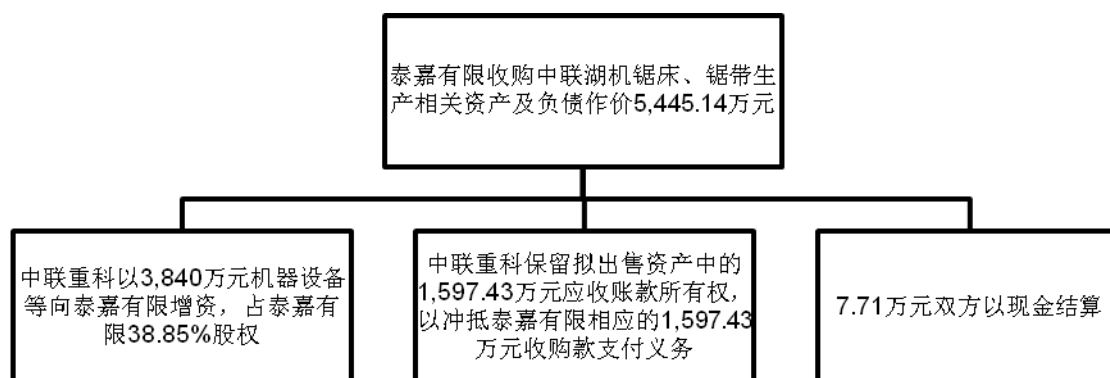 泰嘉有限收购中联湖机锯床、锯带生
产相关资产及负债作价5,445.14万元
中联重科以3,840万元机器设备
等向泰嘉有限增资，占泰嘉有
限38.85%股权
中联重科保留拟出售资产中的
1,597.43万元应收账款所有权，
以冲抵泰嘉有限相应的1,597.43
万元收购款支付义务
7.71万元双方以现金结算